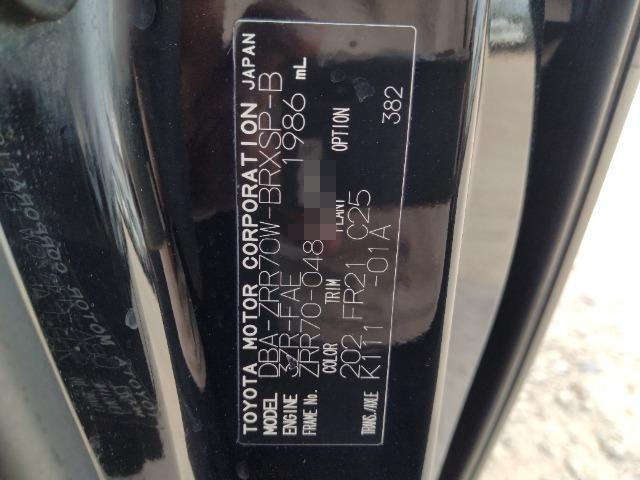 TOYOTA MOTOR CORPORATION JAPAN
MODEL DBA-ZRR70W-BRXSP-B
ENGINE 3ZR-FAE 1986 mL
FRAME No. ZRR70-048
COLOR TRIM PLANT OPTION
202 FR21 C25 382
TRANS./AXLE K111 -01A